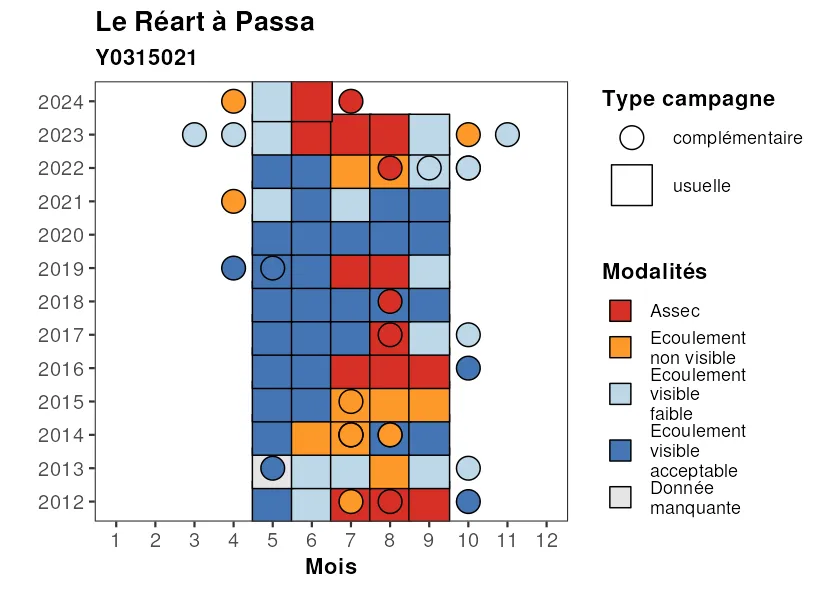 Le Réart à Passa
Y0315021
2024
2023
2022
2021
2020
2019
2018
2017
2016
2015
2014
2013
2012
1 2 3 4 5 6 7 8 9 10 11 12
Mois
Type campagne
complémentaire
usuelle
Modalités
Assec
Ecoulement
non visible
Ecoulement
visible
faible
Ecoulement
visible
acceptable
Donnée
manquante